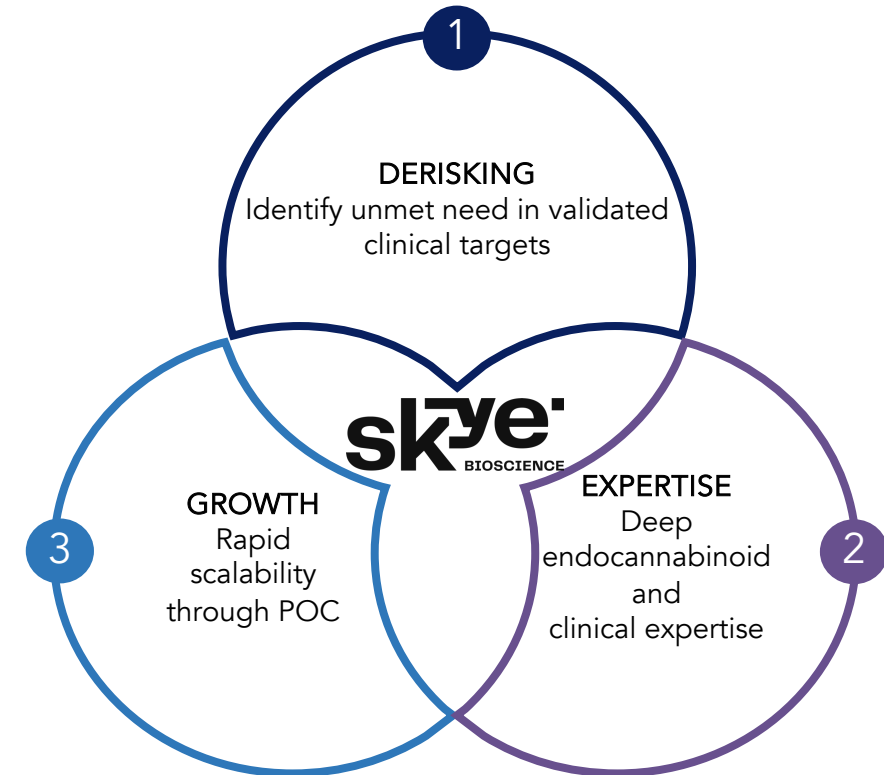 1
DERISKING
Identify unmet need in validated
clinical targets
skye
BIOSCIENCE
EXPERTISE
Deep
endocannabinoid
and
clinical expertise
2
GROWTH
Rapid
scalability
through POC
3